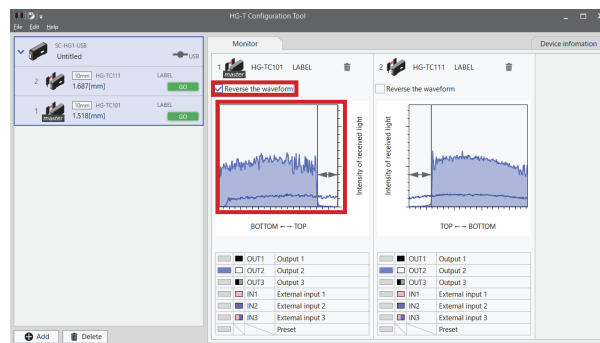 HG-T Configuration Tool
File Edit Help
SC-HG1-USB
Untitled
USB
2
10mm HG-TC111 LABEL
1.687[mm]
GO
1
10mm HG-TC101 LABEL
master
1.518[mm]
GO
Add
Delete
Monitor
Device infomation
1 master HG-TC101 LABEL
Reverse the waveform
Intensity of received light
BOTTOM ←→ TOP
OUT1 Output 1
OUT2 Output 2
OUT3 Output 3
IN1 External input 1
IN2 External input 2
IN3 External input 3
Preset
2 HG-TC111 LABEL
Reverse the waveform
Intensity of received light
TOP ←→ BOTTOM
OUT1 Output 1
OUT2 Output 2
OUT3 Output 3
IN1 External input 1
IN2 External input 2
IN3 External input 3
Preset